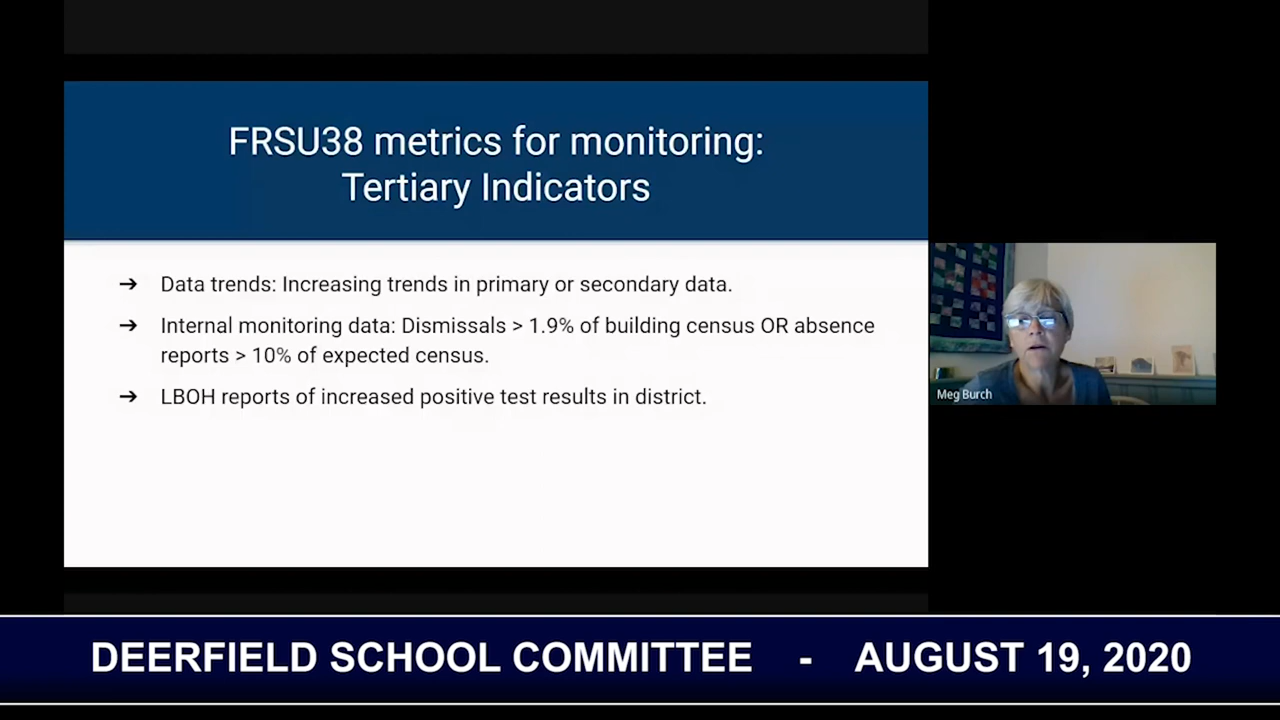 FRSU38 metrics for monitoring:
Tertiary Indicators
➔ Data trends: Increasing trends in primary or secondary data.
➔ Internal monitoring data: Dismissals > 1.9% of building census OR absence
reports > 10% of expected census.
➔ LBOH reports of increased positive test results in district.
Meg Burch
DEERFIELD SCHOOL COMMITTEE - AUGUST 19, 2020